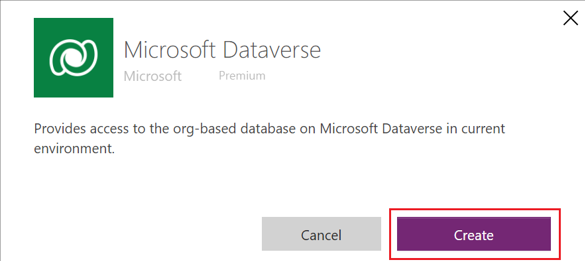 Microsoft Dataverse
Microsoft Premium
Provides access to the org-based database on Microsoft Dataverse in current
environment.
Cancel Create